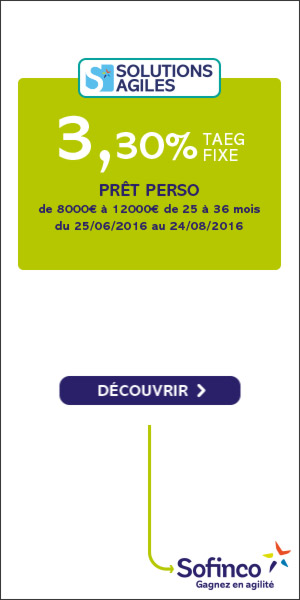 SOLUTIONS
AGILES
3,30% TAEG
FIXE
PRÊT PERSO
de 8000€ à 12000€ de 25 à 36 mois
du 25/06/2016 au 24/08/2016
DÉCOUVRIR
Sofinco
Gagnez en agilité